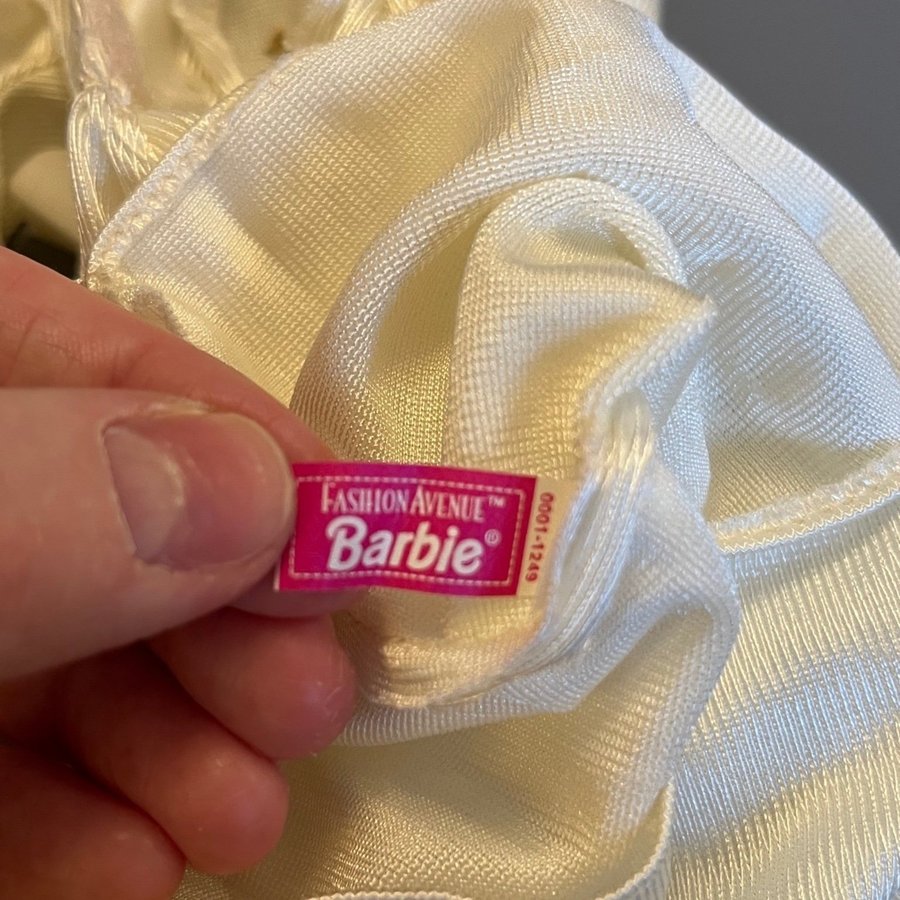 FASHION AVENUE™
Barbie®
0001-1249